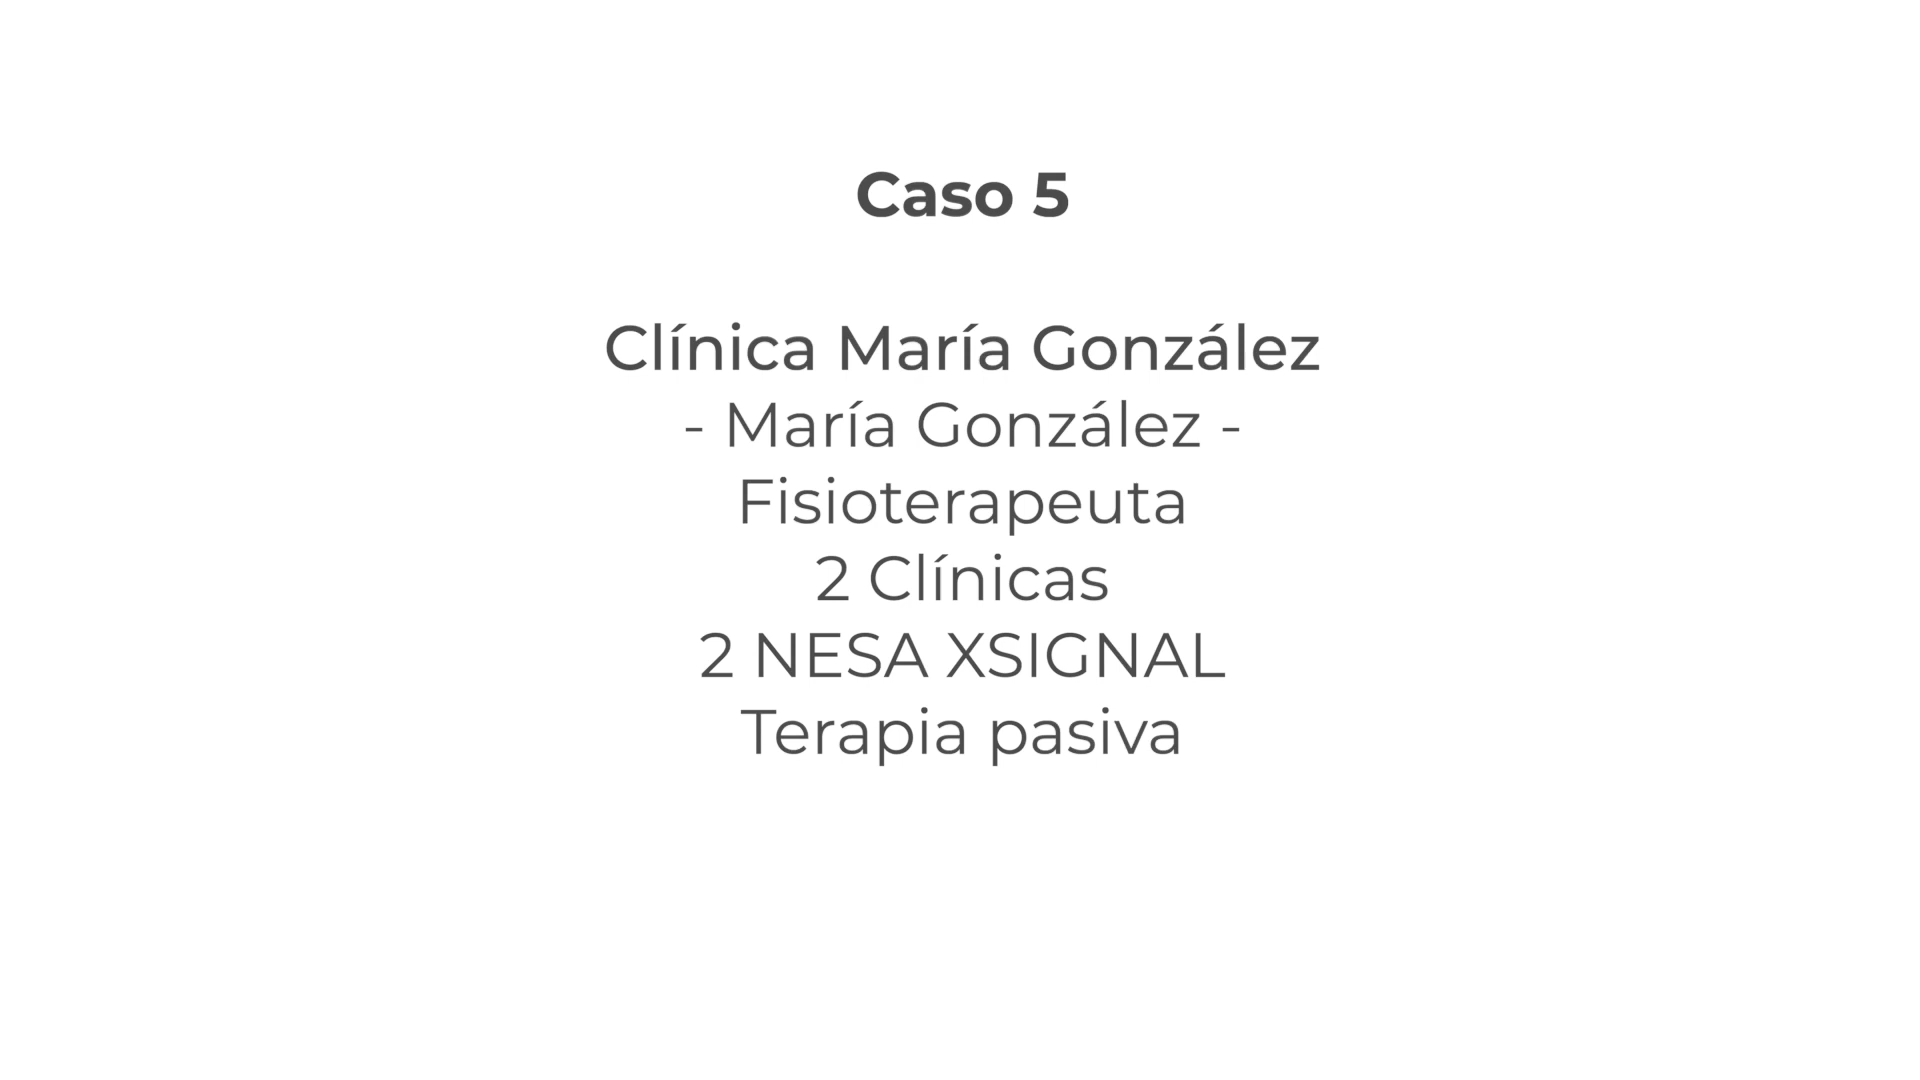 Caso 5
Clínica María González
- María González -
Fisioterapeuta
2 Clínicas
2 NESA XSIGNAL
Terapia pasiva